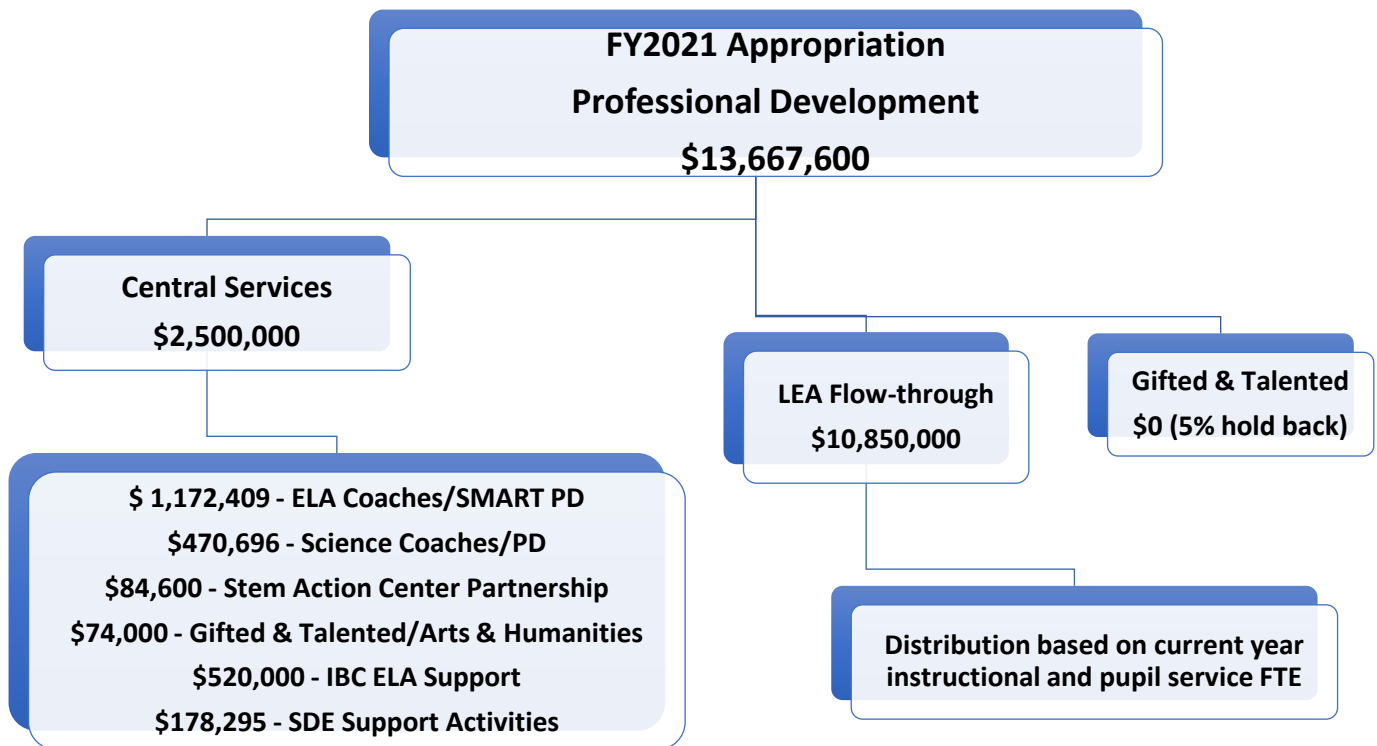 FY2021 Appropriation
Professional Development
$13,667,600
Central Services
$2,500,000
LEA Flow-through
$10,850,000
Gifted & Talented
$0 (5% hold back)
$ 1,172,409 - ELA Coaches/SMART PD
$470,696 - Science Coaches/PD
$84,600 - Stem Action Center Partnership
$74,000 - Gifted & Talented/Arts & Humanities
$520,000 - IBC ELA Support
$178,295 - SDE Support Activities
Distribution based on current year
instructional and pupil service FTE